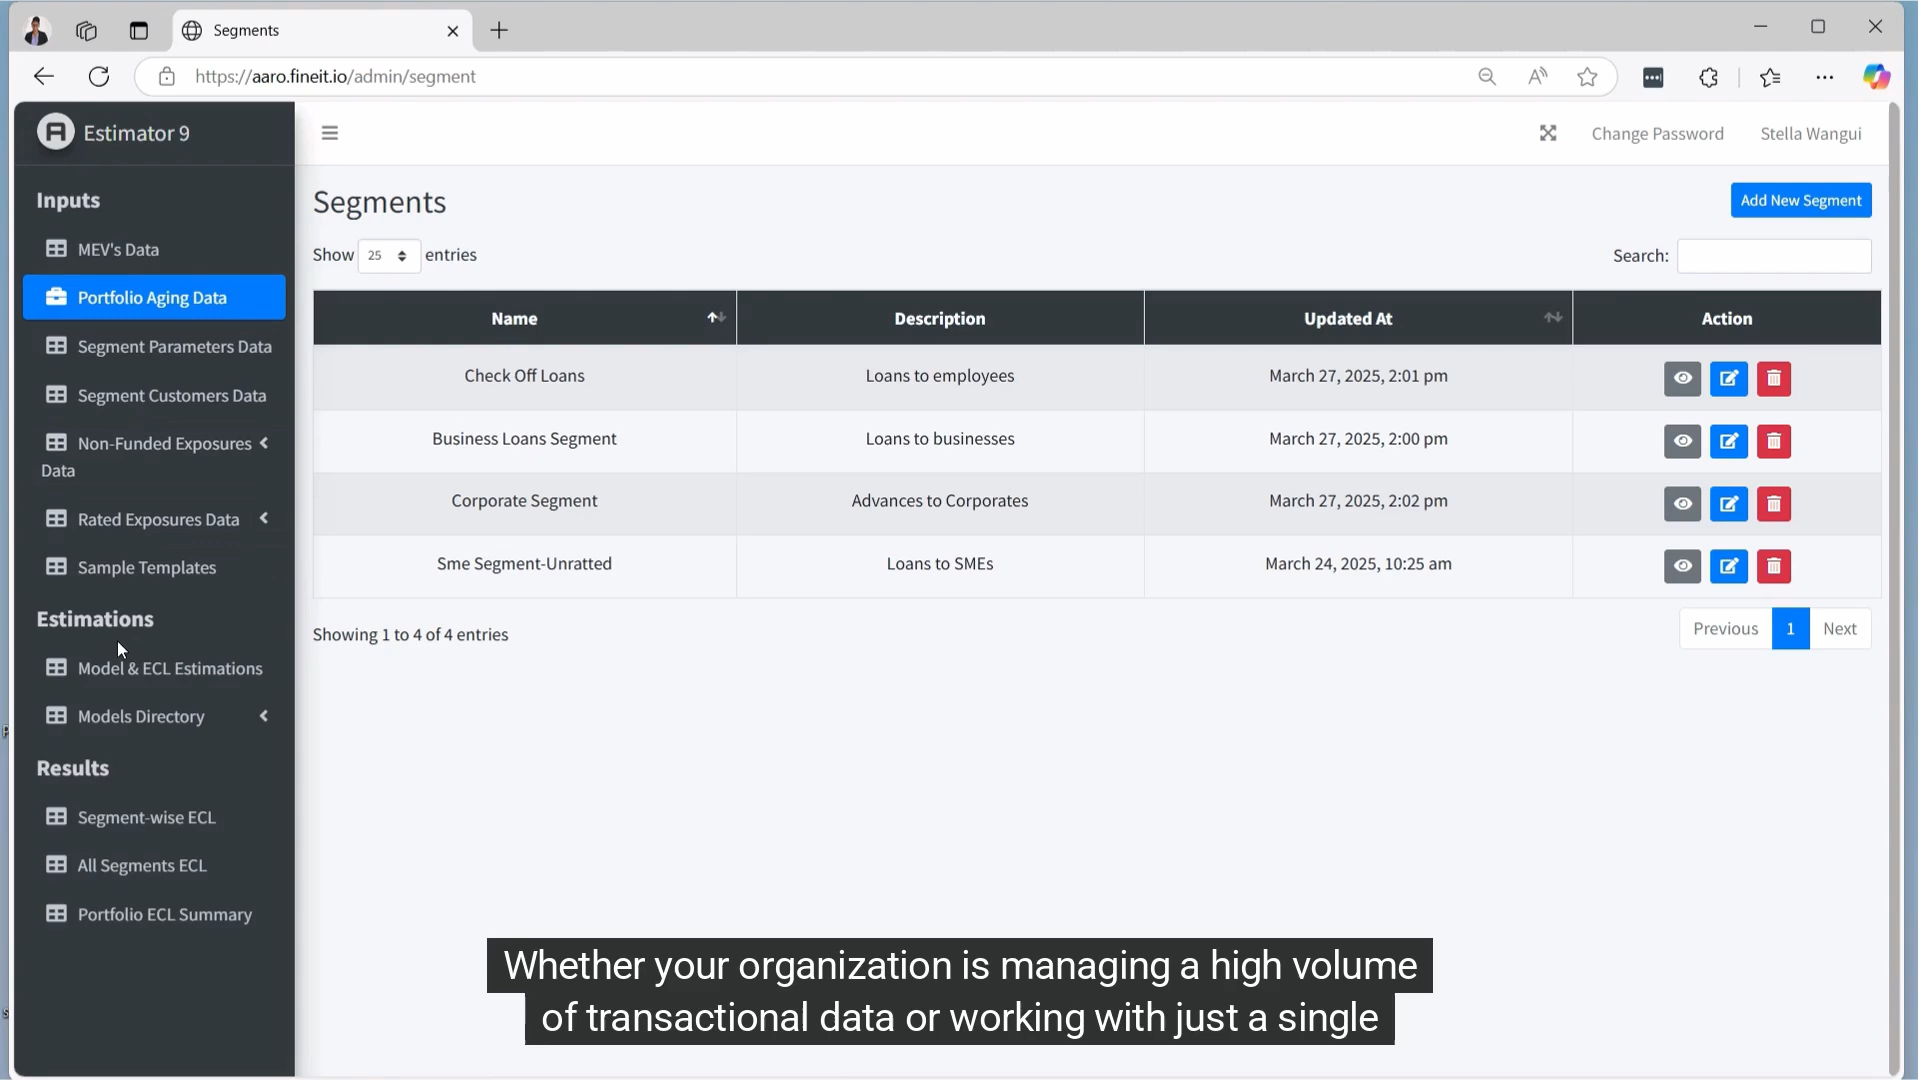 Segments
https://aaro.fineit.io/admin/segment
Estimator 9
Change Password
Stella Wangui
Inputs
MEV's Data
Portfolio Aging Data
Segment Parameters Data
Segment Customers Data
Non-Funded Exposures
Data
Rated Exposures Data
Sample Templates
Estimations
Model & ECL Estimations
Models Directory
Results
Segment-wise ECL
All Segments ECL
Portfolio ECL Summary
Segments
Add New Segment
Show 25 entries
Search:
Name Description Updated At Action
Check Off Loans Loans to employees March 27, 2025, 2:01 pm
Business Loans Segment Loans to businesses March 27, 2025, 2:00 pm
Corporate Segment Advances to Corporates March 27, 2025, 2:02 pm
Sme Segment-Unratted Loans to SMEs March 24, 2025, 10:25 am
Showing 1 to 4 of 4 entries
Previous 1 Next
Whether your organization is managing a high volume
of transactional data or working with just a single